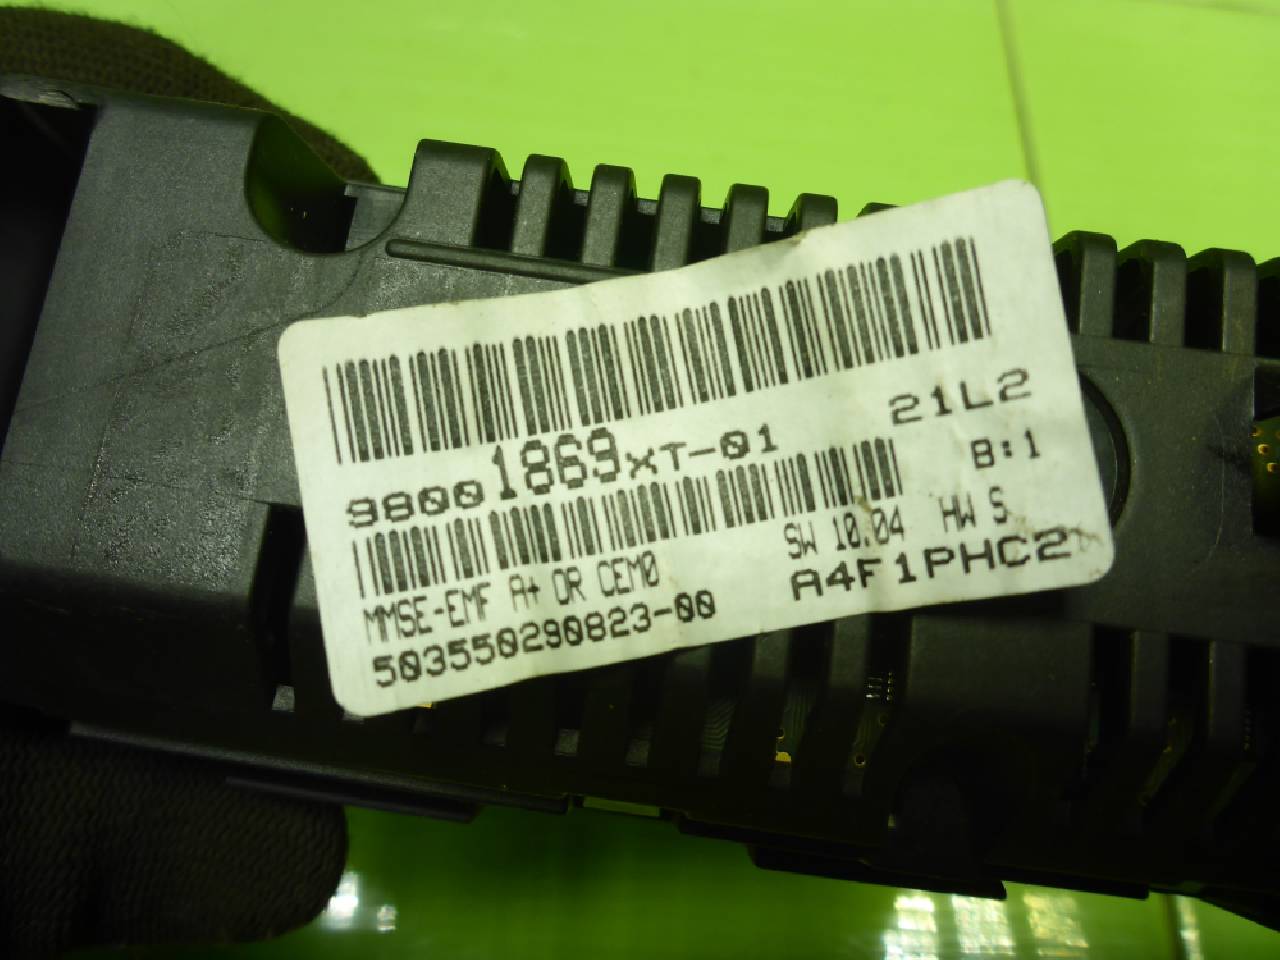 98001869XT-01 21L2
B:1
MMSE-EMF A+ OR CEM0 SW 10.04 HW S
503550290823-00 A4F1PHC2